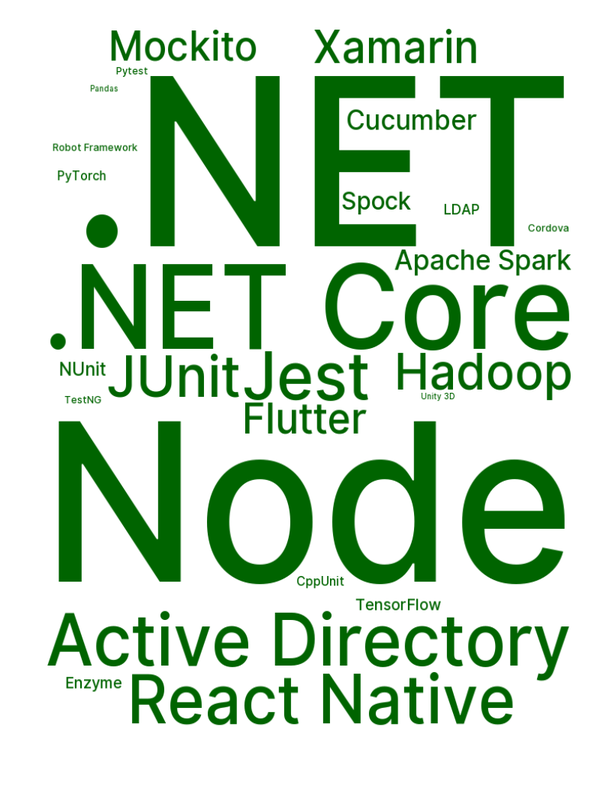 Mockito
Xamarin
Pytest
Pandas
.NET
Cucumber
Robot Framework
PyTorch
Spock
LDAP
Cordova
Apache Spark
.NET Core
NUnit
JUnit
Jest
Hadoop
TestNG
Unity 3D
Flutter
Node
CppUnit
TensorFlow
Active Directory
Enzyme
React Native